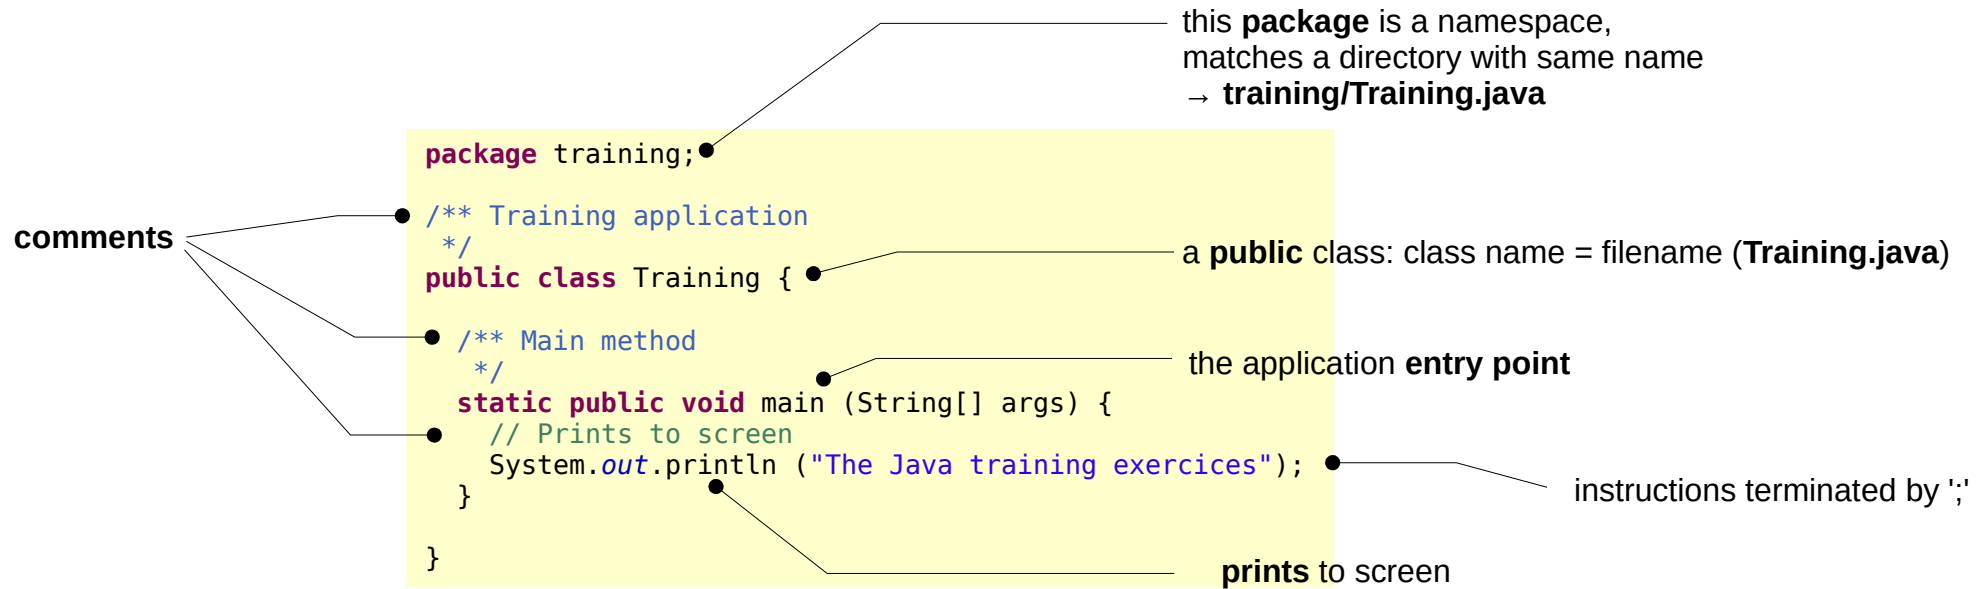 this package is a namespace,
matches a directory with same name
→ training/Training.java
package training;
/** Training application
*/
comments
a public class: class name = filename (Training.java)
public class Training {
/** Main method
*/
the application entry point
static public void main (String[] args) {
// Prints to screen
System.out.println ("The Java training exercices");
instructions terminated by ';'
}
}
prints to screen